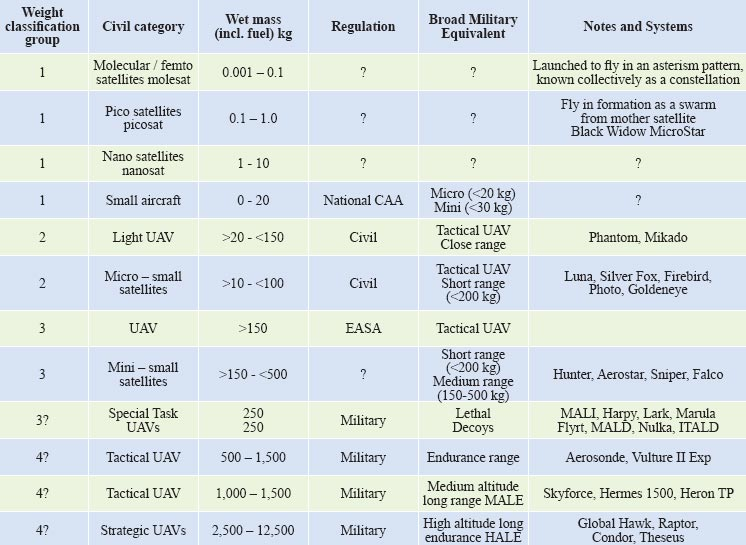 Weight classification group | Civil category | Wet mass (incl. fuel) kg | Regulation | Broad Military Equivalent | Notes and Systems
1 | Molecular / femto satellites molesat | 0.001 – 0.1 | ? | ? | Launched to fly in an asterism pattern, known collectively as a constellation
1 | Pico satellites picosat | 0.1 – 1.0 | ? | ? | Fly in formation as a swarm from mother satellite Black Widow MicroStar
1 | Nano satellites nanosat | 1 - 10 | ? | ? | ?
1 | Small aircraft | 0 - 20 | National CAA | Micro (<20 kg) Mini (<30 kg) | ?
2 | Light UAV | >20 - <150 | Civil | Tactical UAV Close range | Phantom, Mikado
2 | Micro – small satellites | >10 - <100 | Civil | Tactical UAV Short range (<200 kg) | Luna, Silver Fox, Firebird, Photo, Goldeneye
3 | UAV | >150 | EASA | Tactical UAV |
3 | Mini – small satellites | >150 - <500 | ? | Short range (<200 kg) Medium range (150-500 kg) | Hunter, Aerostar, Sniper, Falco
3? | Special Task UAVs | 250 250 | Military | Lethal Decoys | MALI, Harpy, Lark, Marula Flyrt, MALD, Nulka, ITALD
4? | Tactical UAV | 500 – 1,500 | Military | Endurance range | Aerosonde, Vulture II Exp
4? | Tactical UAV | 1,000 – 1,500 | Military | Medium altitude long range MALE | Skyforce, Hermes 1500, Heron TP
4? | Strategic UAVs | 2,500 – 12,500 | Military | High altitude long endurance HALE | Global Hawk, Raptor, Condor, Theseus